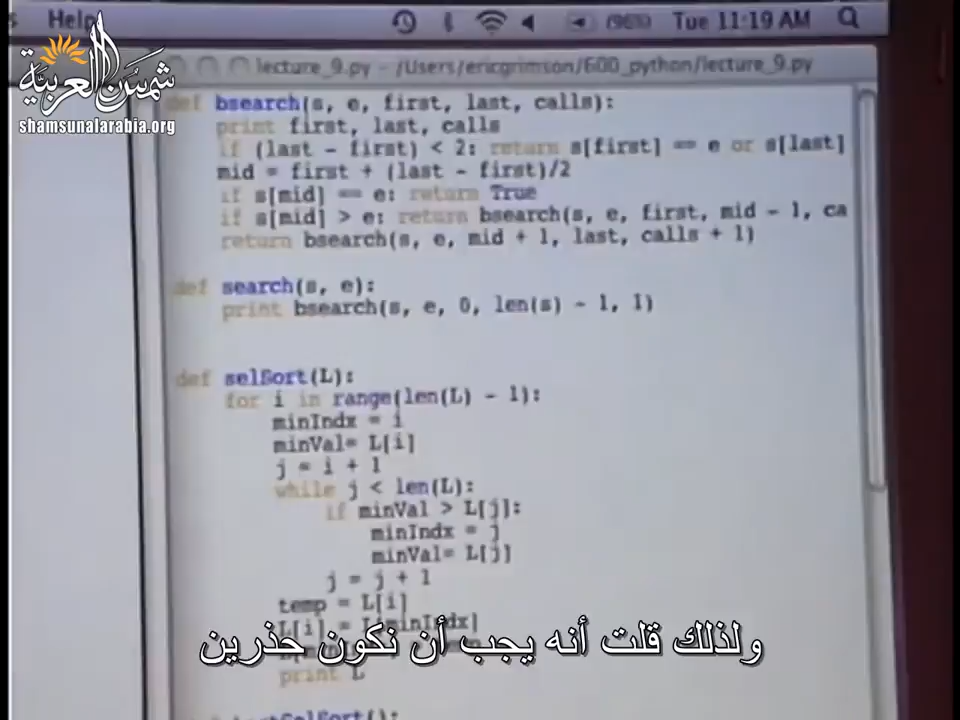 Help (96%) Tue 11:19 AM
شمس العربية
shamsunalarabia.org
lecture_9.py - /Users/ericgrimson/600_python/lecture_9.py
def bsearch(s, e, first, last, calls):
print first, last, calls
if (last - first) < 2: return s[first] == e or s[last]
mid = first + (last - first)/2
if s[mid] == e: return True
if s[mid] > e: return bsearch(s, e, first, mid - 1, ca
return bsearch(s, e, mid + 1, last, calls + 1)
def search(s, e):
print bsearch(s, e, 0, len(s) - 1, 1)
def selSort(L):
for i in range(len(L) - 1):
minIndx = i
minVal= L[i]
j = i + 1
while j < len(L):
if minVal > L[j]:
minIndx = j
minVal= L[j]
j = j + 1
temp = L[i]
L[i] = L[minIndx]
ولذلك قلت أنه يجب أن نكون حذرين
print L